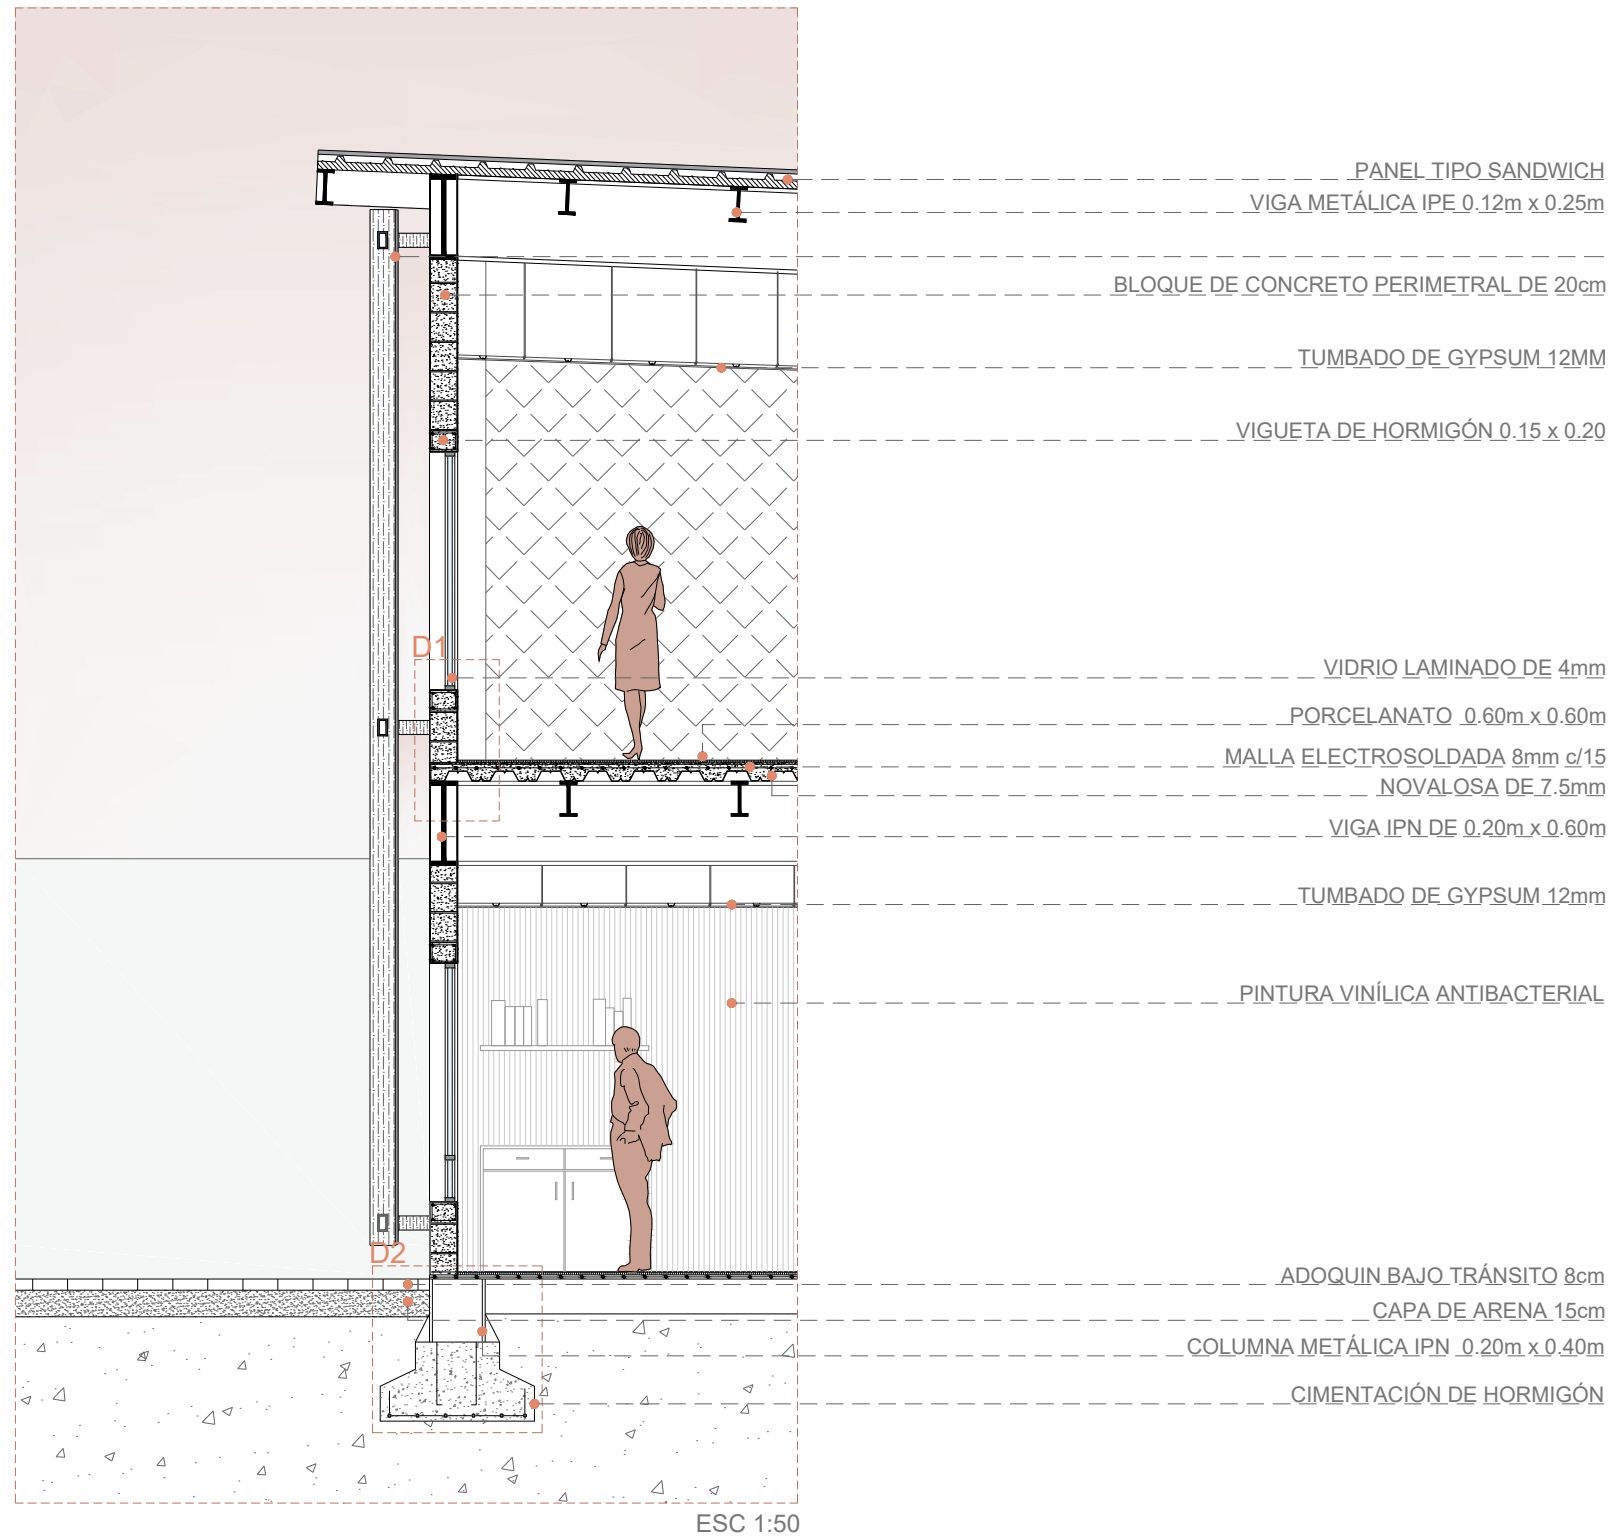 PANEL TIPO SANDWICH
VIGA METÁLICA IPE 0.12m x 0.25m
BLOQUE DE CONCRETO PERIMETRAL DE 20cm
TUMBADO DE GYPSUM 12MM
VIGUETA DE HORMIGÓN 0.15 x 0.20
D1
VIDRIO LAMINADO DE 4mm
PORCELANATO 0.60m x 0.60m
MALLA ELECTROSOLDADA 8mm c/15
NOVALOSA DE 7.5mm
VIGA IPN DE 0.20m x 0.60m
TUMBADO DE GYPSUM 12mm
PINTURA VINÍLICA ANTIBACTERIAL
D2
ADOQUIN BAJO TRÁNSITO 8cm
CAPA DE ARENA 15cm
COLUMNA METÁLICA IPN 0.20m x 0.40m
CIMENTACIÓN DE HORMIGÓN
ESC 1:50